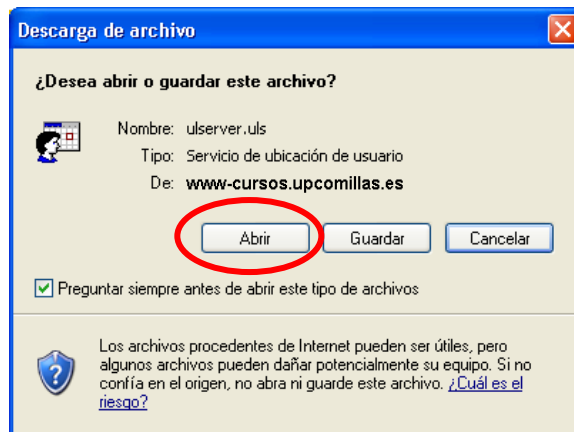 Descarga de archivo
¿Desea abrir o guardar este archivo?
Nombre: ulserver.uls
Tipo: Servicio de ubicación de usuario
De: www-cursos.upcomillas.es
Abrir Guardar Cancelar
Preguntar siempre antes de abrir este tipo de archivos
Los archivos procedentes de Internet pueden ser útiles, pero
algunos archivos pueden dañar potencialmente su equipo. Si no
confía en el origen, no abra ni guarde este archivo. ¿Cuál es el
riesgo?